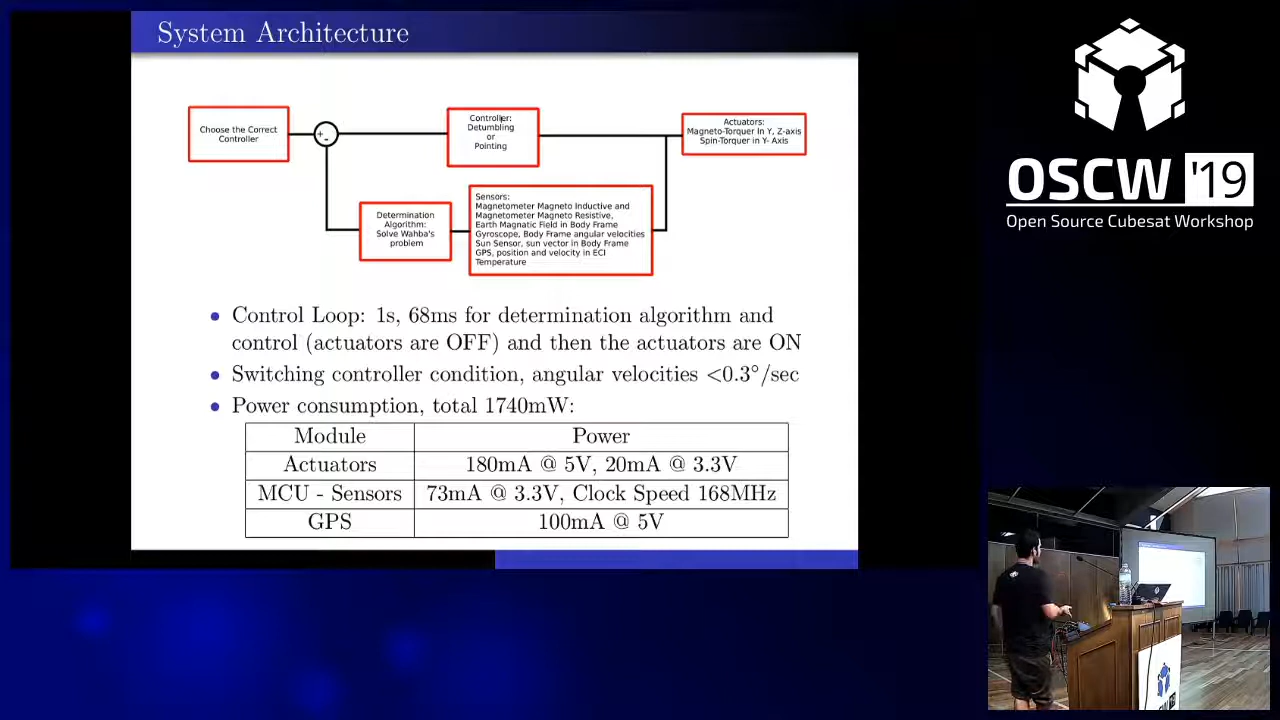 System Architecture
Choose the Correct
Controller
+
-
Controller:
Detumbling
or
Pointing
Actuators:
Magneto-Torquer In Y, Z-axis
Spin-Torquer in Y- Axis
Determination
Algorithm:
Solve Wahba's
problem
Sensors:
Magnetometer Magneto Inductive and
Magnetometer Magneto Resistive,
Earth Magnatic Field in Body Frame
Gyroscope, Body Frame angular velocities
Sun Sensor, sun vector in Body Frame
GPS, position and velocity in ECI
Temperature
• Control Loop: 1s, 68ms for determination algorithm and
control (actuators are OFF) and then the actuators are ON
• Switching controller condition, angular velocities <0.3°/sec
• Power consumption, total 1740mW:
Module Power
Actuators 180mA @ 5V, 20mA @ 3.3V
MCU - Sensors 73mA @ 3.3V, Clock Speed 168MHz
GPS 100mA @ 5V
OSCW '19
Open Source Cubesat Workshop